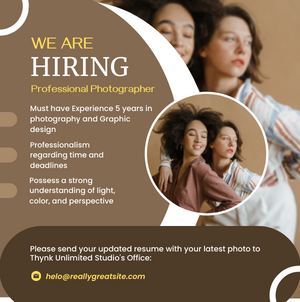 WE ARE
HIRING
Professional Photographer
Must have Experience 5 years in
photography and Graphic
design
Professionalism
regarding time and
deadlines
Possess a strong
understanding of light,
color, and perspective
Please send your updated resume with your latest photo to
Thynk Unlimited Studio's Office:
helo@reallygreatsite.com